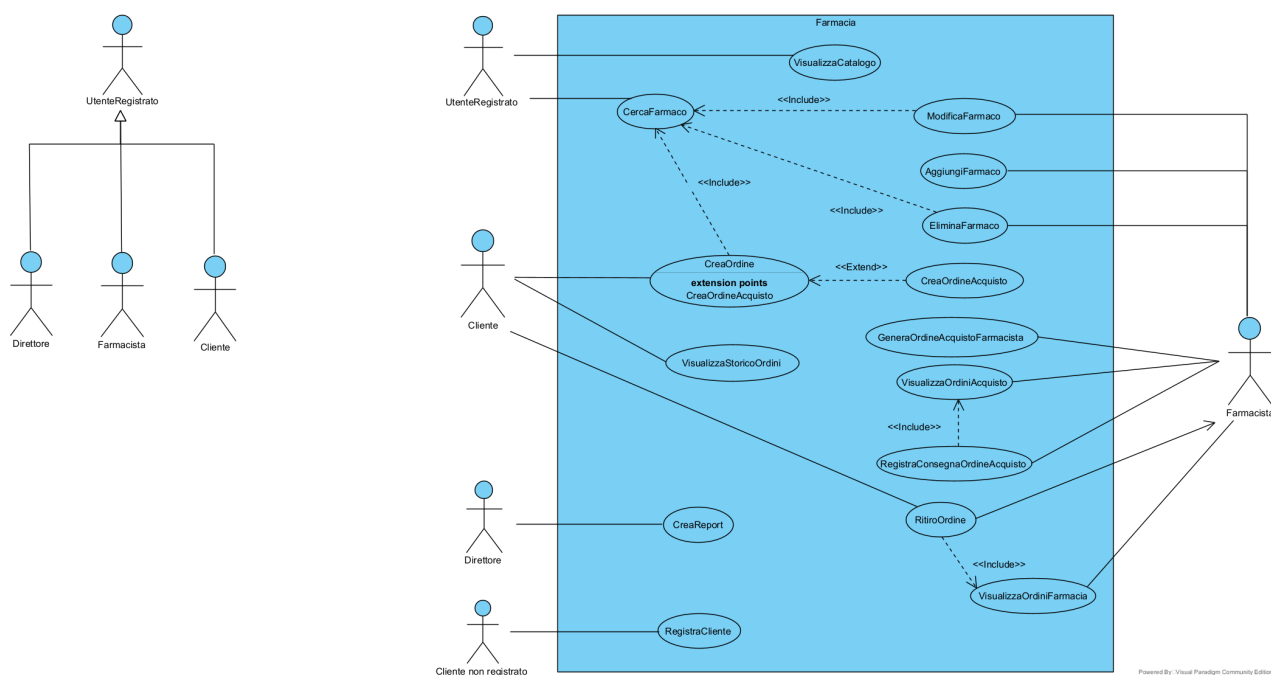 UtenteRegistrato
Direttore
Farmacista
Cliente
Farmacia
UtenteRegistrato
VisualizzaCatalogo
CercaFarmaco
<<Include>>
ModificaFarmaco
AggiungiFarmaco
<<Include>>
<<Include>>
EliminaFarmaco
Cliente
CreaOrdine
extension points
CreaOrdineAcquisto
<<Extend>>
CreaOrdineAcquisto
GeneraOrdineAcquistoFarmacista
VisualizzaStoricoOrdini
VisualizzaOrdiniAcquisto
Farmacista
<<Include>>
RegistraConsegnaOrdineAcquisto
Direttore
CreaReport
RitiroOrdine
<<Include>>
VisualizzaOrdiniFarmacia
Cliente non registrato
RegistraCliente
Powered By: Visual Paradigm Community Edition